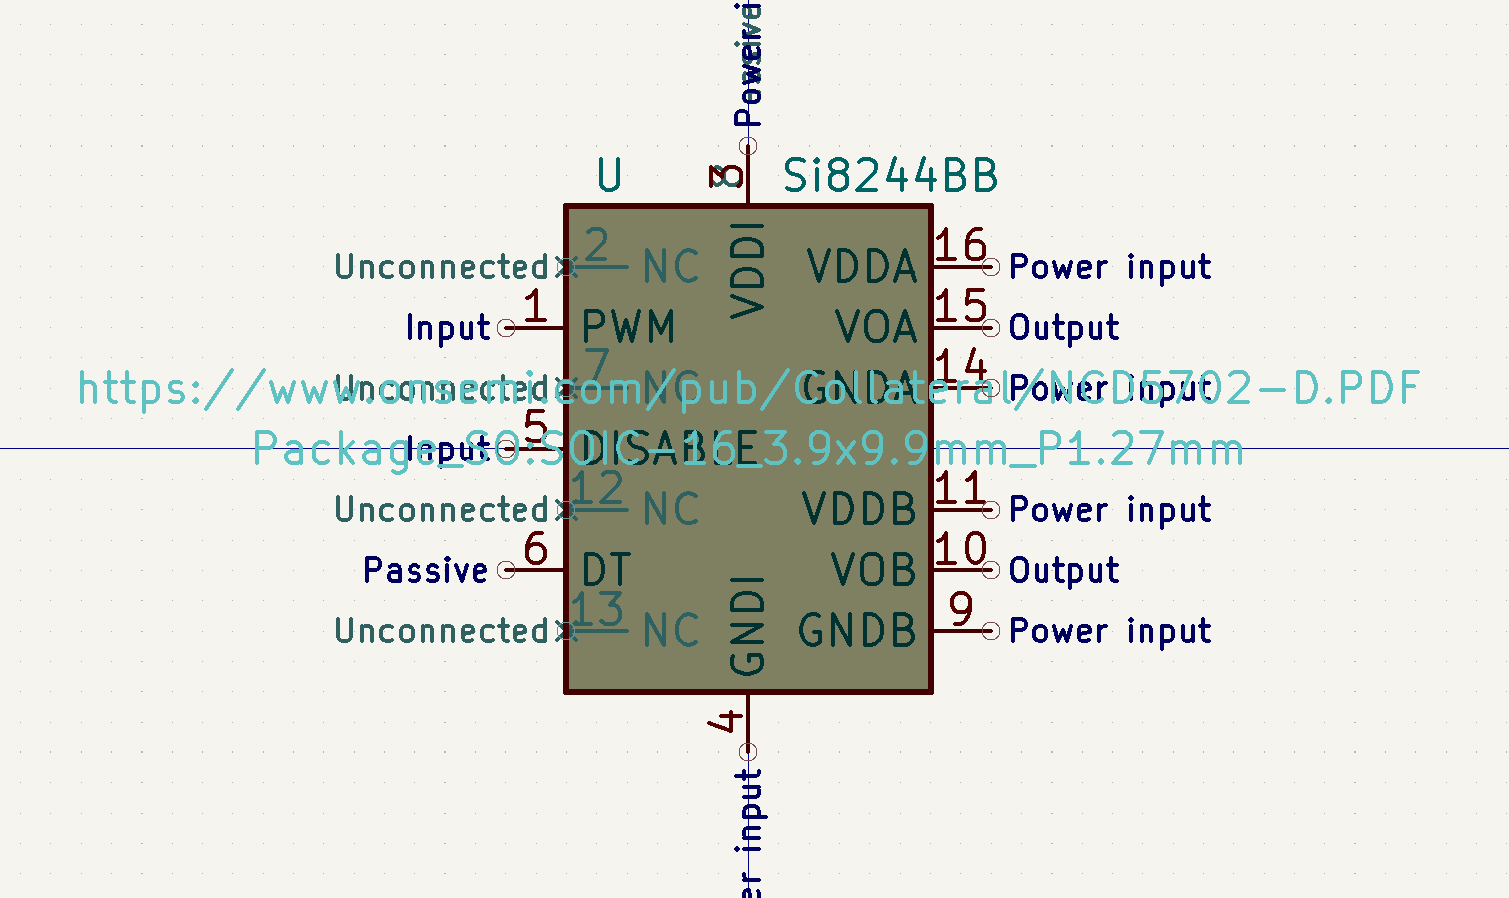 Power i
U 3 Si8244BB
Unconnected 2 NC VDDI VDDA 16 Power input
Input 1 PWM VOA 15 Output
Unconnected 7 NC GNDA 14 Power input
https://www.onsemi.com/pub/Collateral/NCD5702-D.PDF
Input 5 DISABLE
Package_SO:SOIC-16_3.9x9.9mm_P1.27mm
Unconnected 12 NC VDDB 11 Power input
Passive 6 DT VOB 10 Output
Unconnected 13 NC GNDI GNDB 9 Power input
4
er input